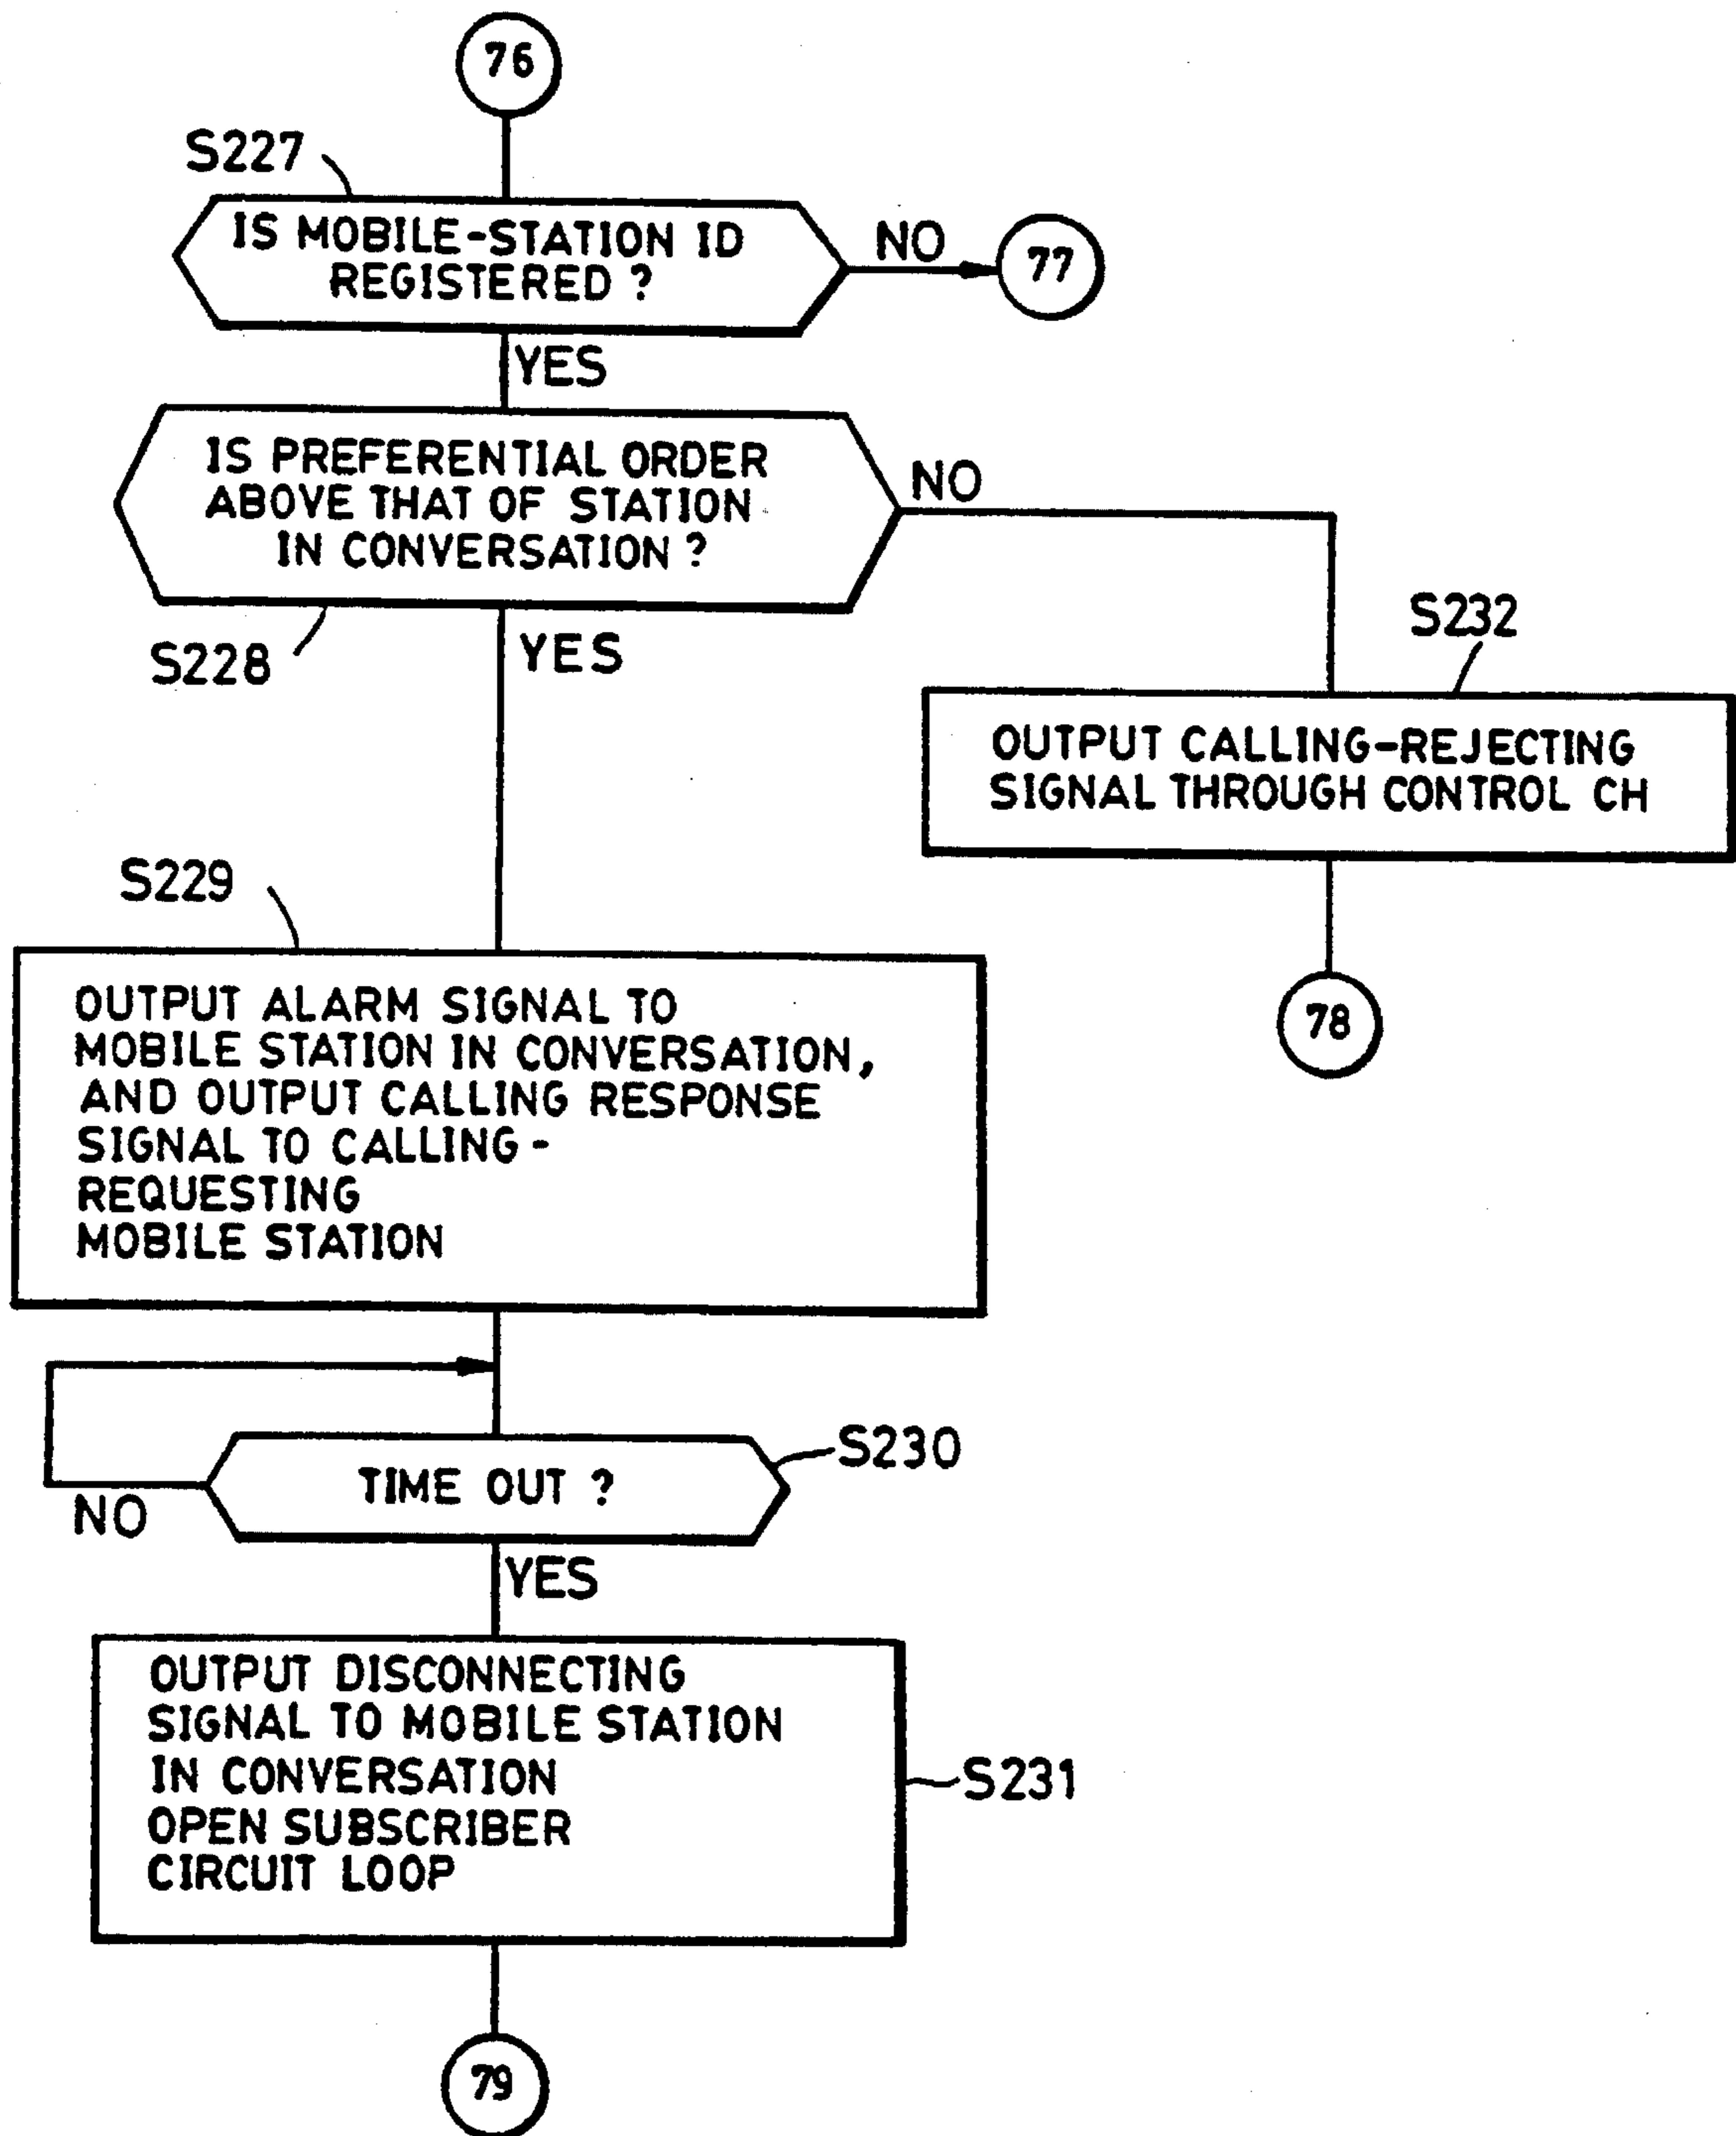 76
S227
IS MOBILE-STATION ID
REGISTERED ?
NO
77
YES
IS PREFERENTIAL ORDER
ABOVE THAT OF STATION
IN CONVERSATION ?
NO
S228
YES
S232
OUTPUT CALLING-REJECTING
SIGNAL THROUGH CONTROL CH
78
S229
OUTPUT ALARM SIGNAL TO
MOBILE STATION IN CONVERSATION,
AND OUTPUT CALLING RESPONSE
SIGNAL TO CALLING-
REQUESTING
MOBILE STATION
S230
TIME OUT ?
NO
YES
OUTPUT DISCONNECTING
SIGNAL TO MOBILE STATION
IN CONVERSATION
OPEN SUBSCRIBER
CIRCUIT LOOP
S231
79